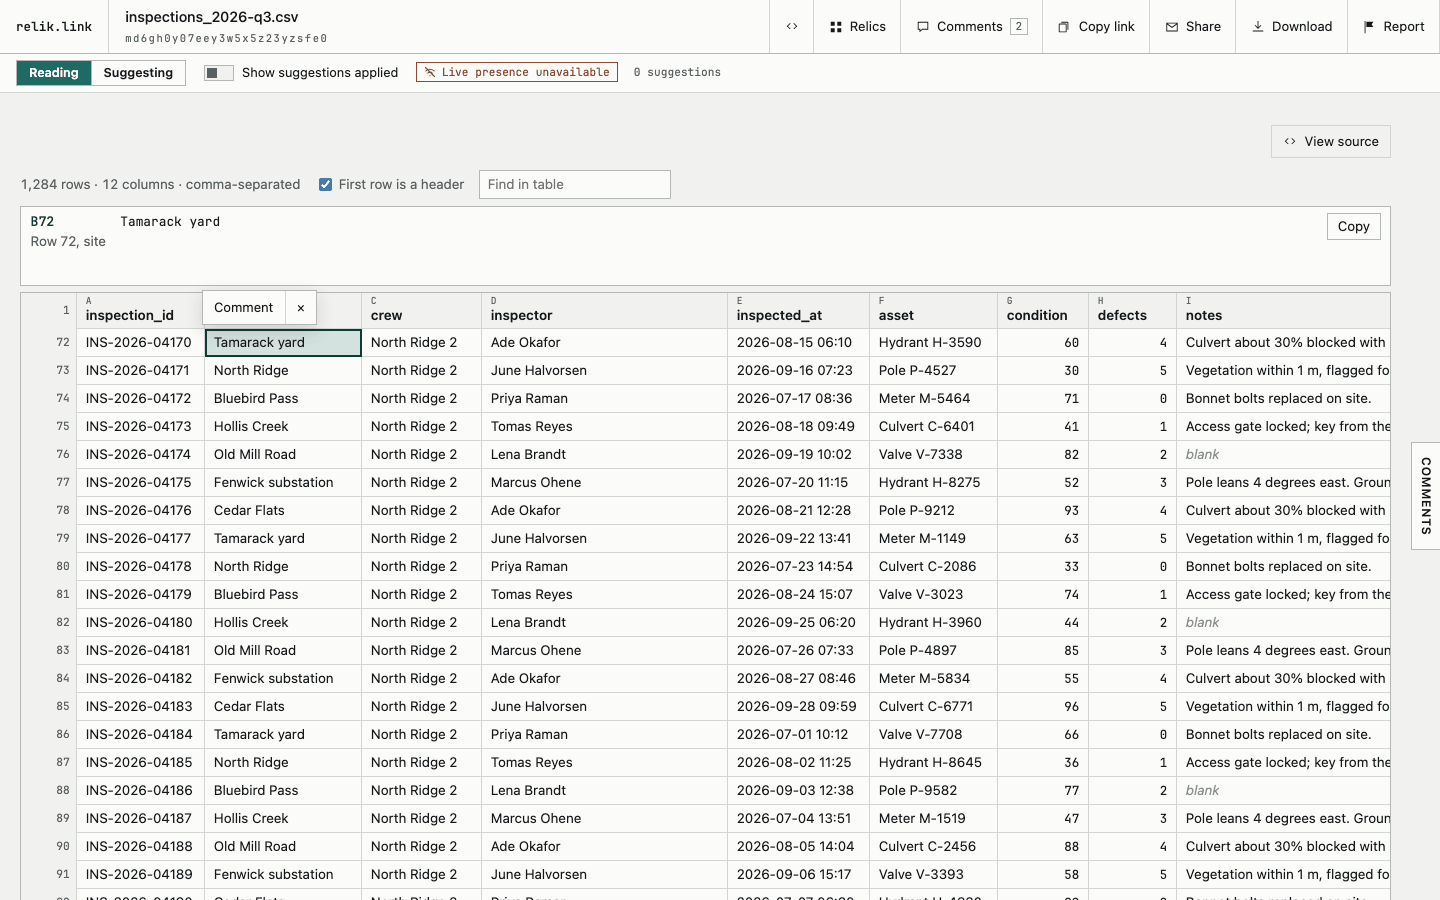 relik.link
inspections_2026-q3.csv
md6gh0y07eey3w5x5z23yzsfe0
Relics
Comments 2
Copy link
Share
Download
Report
Reading
Suggesting
Show suggestions applied
Live presence unavailable
0 suggestions
View source
1,284 rows · 12 columns · comma-separated
First row is a header
Find in table
B72 Tamarack yard
Row 72, site
Copy
Comment ×
A C D E F G H I
1 inspection_id crew inspector inspected_at asset condition defects notes
72 INS-2026-04170 Tamarack yard North Ridge 2 Ade Okafor 2026-08-15 06:10 Hydrant H-3590 60 4 Culvert about 30% blocked with
73 INS-2026-04171 North Ridge North Ridge 2 June Halvorsen 2026-09-16 07:23 Pole P-4527 30 5 Vegetation within 1 m, flagged fo
74 INS-2026-04172 Bluebird Pass North Ridge 2 Priya Raman 2026-07-17 08:36 Meter M-5464 71 0 Bonnet bolts replaced on site.
75 INS-2026-04173 Hollis Creek North Ridge 2 Tomas Reyes 2026-08-18 09:49 Culvert C-6401 41 1 Access gate locked; key from the
76 INS-2026-04174 Old Mill Road North Ridge 2 Lena Brandt 2026-09-19 10:02 Valve V-7338 82 2 blank
77 INS-2026-04175 Fenwick substation North Ridge 2 Marcus Ohene 2026-07-20 11:15 Hydrant H-8275 52 3 Pole leans 4 degrees east. Groun
78 INS-2026-04176 Cedar Flats North Ridge 2 Ade Okafor 2026-08-21 12:28 Pole P-9212 93 4 Culvert about 30% blocked with
79 INS-2026-04177 Tamarack yard North Ridge 2 June Halvorsen 2026-09-22 13:41 Meter M-1149 63 5 Vegetation within 1 m, flagged fo
80 INS-2026-04178 North Ridge North Ridge 2 Priya Raman 2026-07-23 14:54 Culvert C-2086 33 0 Bonnet bolts replaced on site.
81 INS-2026-04179 Bluebird Pass North Ridge 2 Tomas Reyes 2026-08-24 15:07 Valve V-3023 74 1 Access gate locked; key from the
82 INS-2026-04180 Hollis Creek North Ridge 2 Lena Brandt 2026-09-25 06:20 Hydrant H-3960 44 2 blank
83 INS-2026-04181 Old Mill Road North Ridge 2 Marcus Ohene 2026-07-26 07:33 Pole P-4897 85 3 Pole leans 4 degrees east. Groun
84 INS-2026-04182 Fenwick substation North Ridge 2 Ade Okafor 2026-08-27 08:46 Meter M-5834 55 4 Culvert about 30% blocked with
85 INS-2026-04183 Cedar Flats North Ridge 2 June Halvorsen 2026-09-28 09:59 Culvert C-6771 96 5 Vegetation within 1 m, flagged fo
86 INS-2026-04184 Tamarack yard North Ridge 2 Priya Raman 2026-07-01 10:12 Valve V-7708 66 0 Bonnet bolts replaced on site.
87 INS-2026-04185 North Ridge North Ridge 2 Tomas Reyes 2026-08-02 11:25 Hydrant H-8645 36 1 Access gate locked; key from the
88 INS-2026-04186 Bluebird Pass North Ridge 2 Lena Brandt 2026-09-03 12:38 Pole P-9582 77 2 blank
89 INS-2026-04187 Hollis Creek North Ridge 2 Marcus Ohene 2026-07-04 13:51 Meter M-1519 47 3 Pole leans 4 degrees east. Groun
90 INS-2026-04188 Old Mill Road North Ridge 2 Ade Okafor 2026-08-05 14:04 Culvert C-2456 88 4 Culvert about 30% blocked with
91 INS-2026-04189 Fenwick substation North Ridge 2 June Halvorsen 2026-09-06 15:17 Valve V-3393 58 5 Vegetation within 1 m, flagged fo
COMMENTS